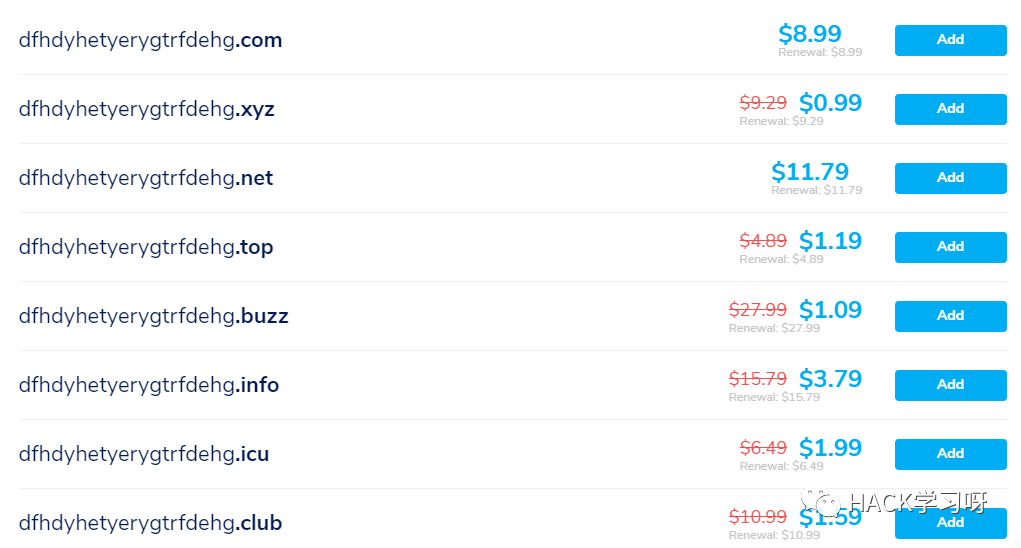 dfhdyhetyerygtrfdehg.com $8.99 Add
Renewal: $8.99
dfhdyhetyerygtrfdehg.xyz $9.29 $0.99 Add
Renewal: $9.29
dfhdyhetyerygtrfdehg.net $11.79 Add
Renewal: $11.79
dfhdyhetyerygtrfdehg.top $4.89 $1.19 Add
Renewal: $4.89
dfhdyhetyerygtrfdehg.buzz $27.99 $1.09 Add
Renewal: $27.99
dfhdyhetyerygtrfdehg.info $15.79 $3.79 Add
Renewal: $15.79
dfhdyhetyerygtrfdehg.icu $6.49 $1.99 Add
Renewal: $6.49
HACK学习呀
dfhdyhetyerygtrfdehg.club $10.99 $1.59 Add
Renewal: $10.99